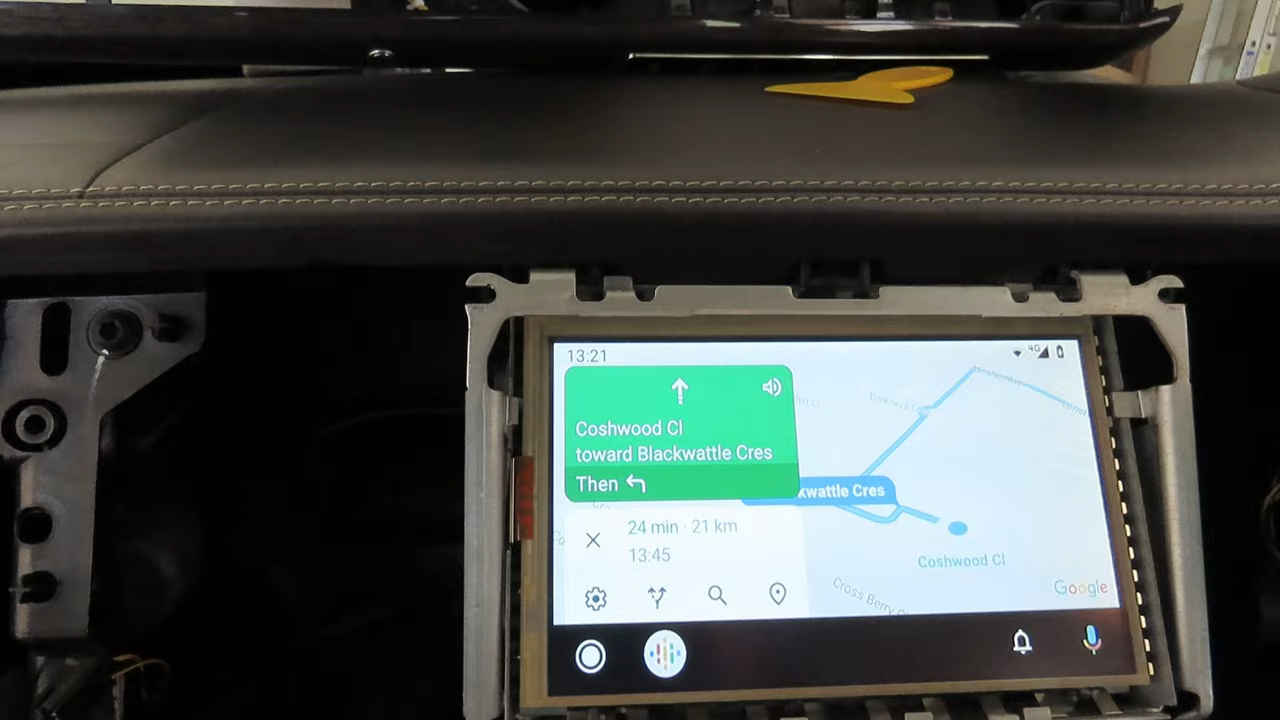 13:21
4G
Coshwood Cl
toward Blackwattle Cres
Then
kwattle Cres
24 min · 21 km
13:45
Coshwood Cl
Cross Berry
Google